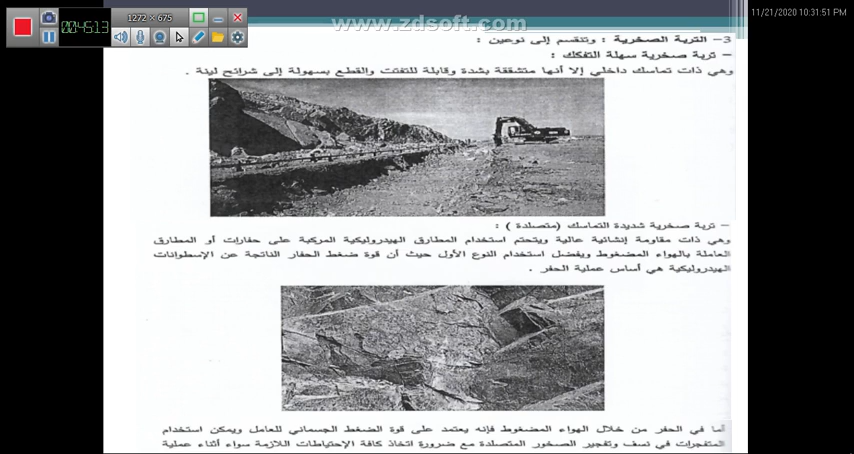 1272 × 675
00:45:13
www.zdsoft.com
11/21/2020 10:31:51 PM
3- التربة الصخرية : وتنقسم إلى نوعين :
- تربة صخرية سهلة التفكك :
وهي ذات تماسك داخلي إلا أنها متشققة بشدة وقابلة للتفتت والقطع بسهولة إلى شرائح لينة .
- تربة صخرية شديدة التماسك (متصلدة ) :
وهي ذات مقاومة إنشائية عالية ويتحتم استخدام المطارق الهيدروليكية المركبة على حفارات أو المطارق
العاملة بالهواء المضغوط ويفضل استخدام النوع الأول حيث أن قوة ضغط الحفار الناتجة عن الإسطوانات
الهيدروليكية هي أساس عملية الحفر .
أما في الحفر من خلال الهواء المضغوط فإنه يعتمد على قوة الضغط الجسماني للعامل ويمكن استخدام
المتفجرات في نسف وتفجير الصخور المتصلدة مع ضرورة اتخاذ كافة الإحتياطات اللازمة سواء أثناء عملية